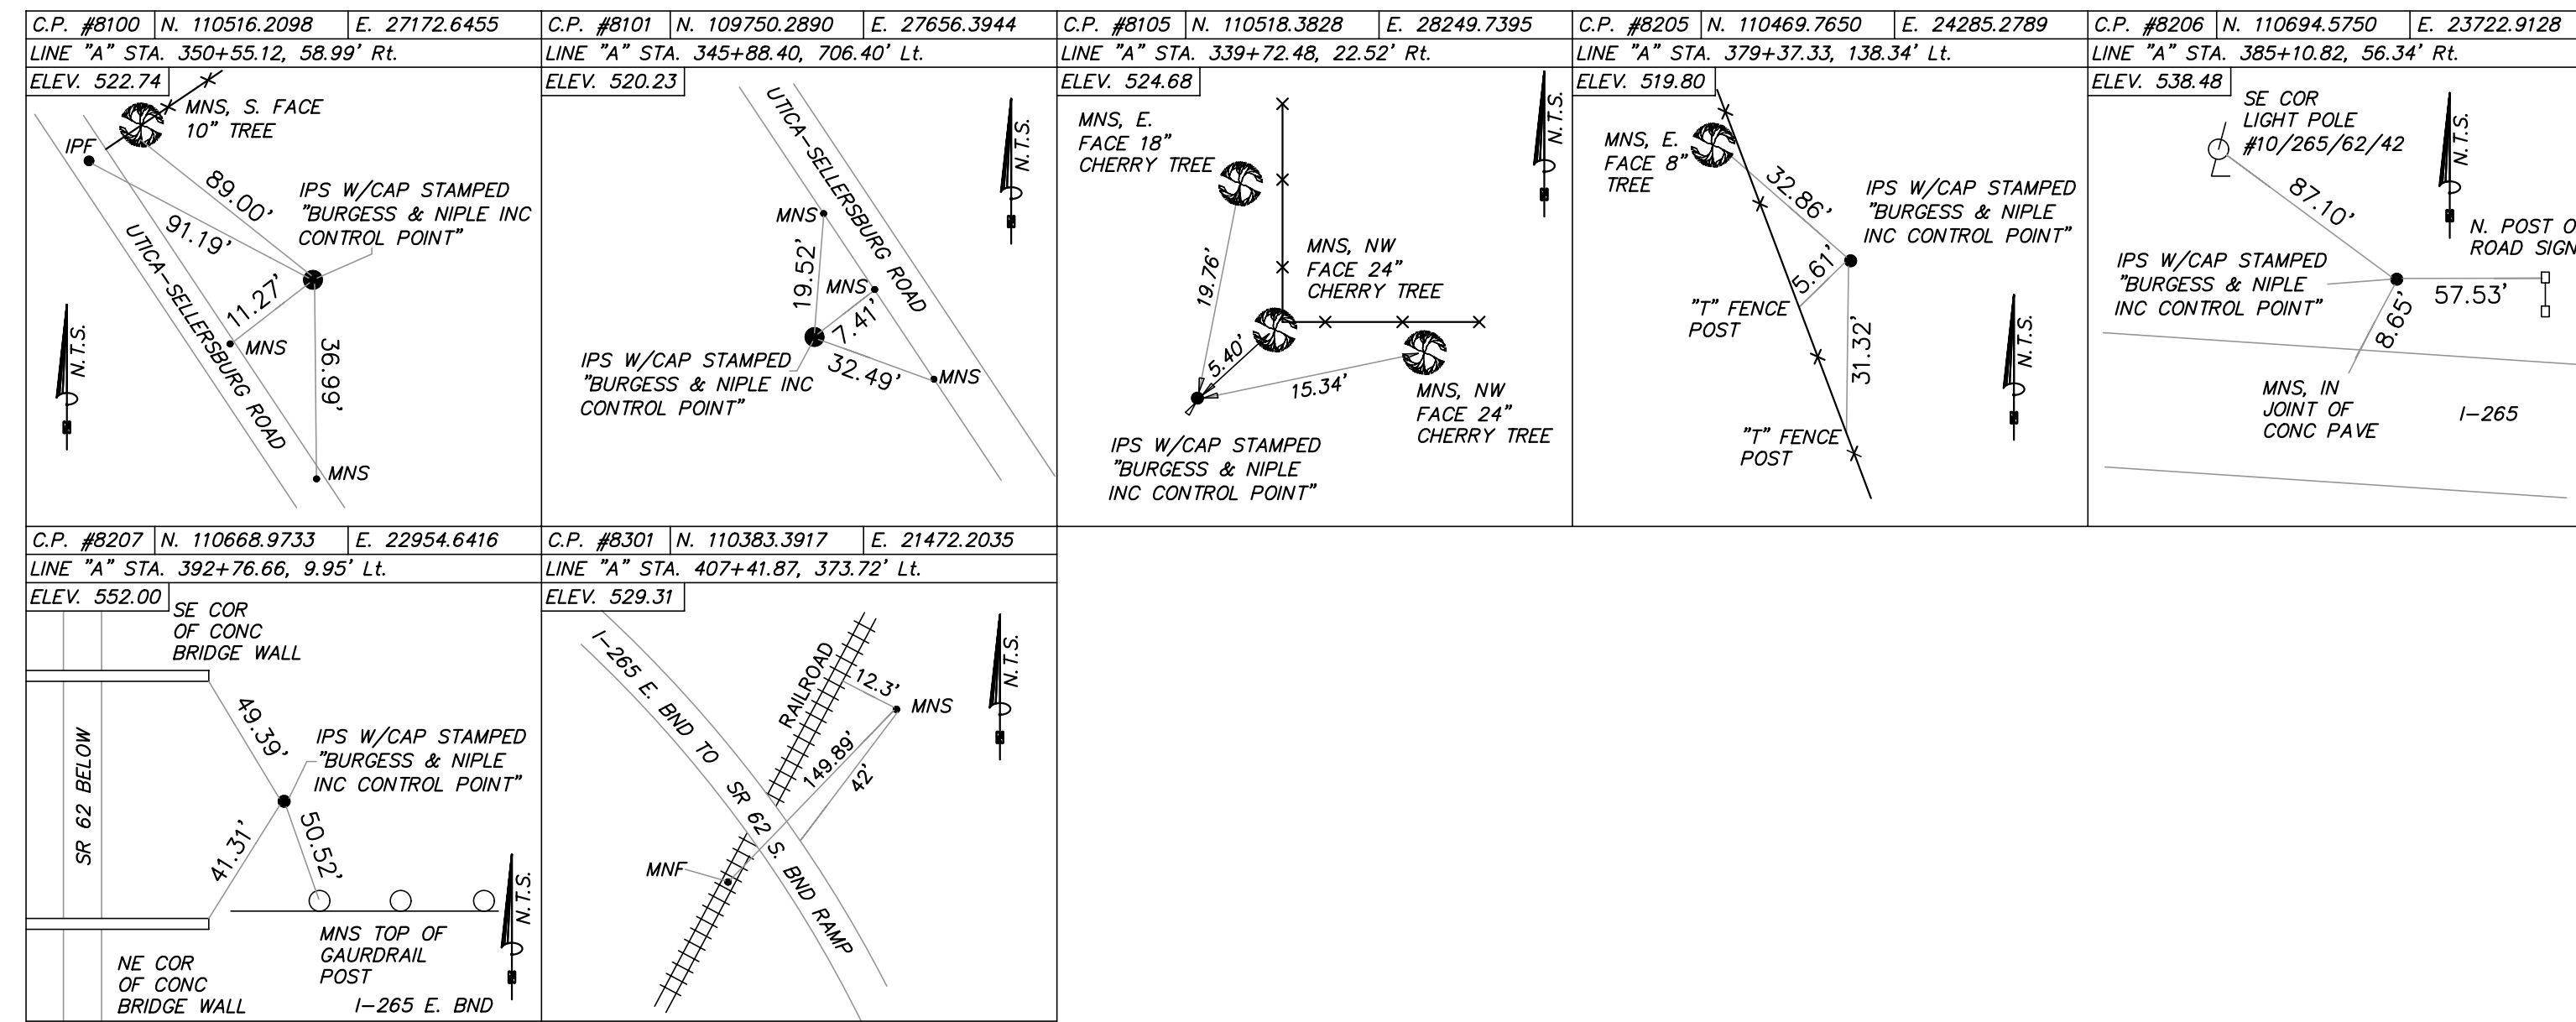 C.P. #8100 N. 110516.2098 E. 27172.6455
LINE "A" STA. 350+55.12, 58.99' Rt.
ELEV. 522.74
MNS, S. FACE
10" TREE
IPF
89.00'
91.19'
IPS W/CAP STAMPED
"BURGESS & NIPLE INC
CONTROL POINT"
11.27'
MNS
36.99'
UTICA-SELLERSBURG ROAD
N.T.S.
MNS
C.P. #8101 N. 109750.2890 E. 27656.3944
LINE "A" STA. 345+88.40, 706.40' Lt.
ELEV. 520.23
UTICA-SELLERSBURG ROAD
N.T.S.
MNS
19.52'
MNS
7.41'
IPS W/CAP STAMPED
"BURGESS & NIPLE INC
CONTROL POINT"
32.49'
MNS
C.P. #8105 N. 110518.3828 E. 28249.7395
LINE "A" STA. 339+72.48, 22.52' Rt.
ELEV. 524.68
MNS, E.
FACE 18"
CHERRY TREE
N.T.S.
19.76'
MNS, NW
FACE 24"
CHERRY TREE
5.40'
15.34'
MNS, NW
FACE 24"
CHERRY TREE
IPS W/CAP STAMPED
"BURGESS & NIPLE
INC CONTROL POINT"
C.P. #8205 N. 110469.7650 E. 24285.2789
LINE "A" STA. 379+37.33, 138.34' Lt.
ELEV. 519.80
MNS, E.
FACE 8"
TREE
32.86'
IPS W/CAP STAMPED
"BURGESS & NIPLE
INC CONTROL POINT"
5.61'
"T" FENCE
POST
31.32'
N.T.S.
"T" FENCE
POST
C.P. #8206 N. 110694.5750 E. 23722.9128
LINE "A" STA. 385+10.82, 56.34' Rt.
ELEV. 538.48
SE COR
LIGHT POLE
#10/265/62/42
N.T.S.
87.10'
N. POST O
ROAD SIGN
IPS W/CAP STAMPED
"BURGESS & NIPLE
INC CONTROL POINT"
57.53'
8.65'
MNS, IN
JOINT OF
CONC PAVE
I-265
C.P. #8207 N. 110668.9733 E. 22954.6416
LINE "A" STA. 392+76.66, 9.95' Lt.
ELEV. 552.00
SE COR
OF CONC
BRIDGE WALL
49.39'
SR 62 BELOW
IPS W/CAP STAMPED
"BURGESS & NIPLE
INC CONTROL POINT"
41.31'
50.52'
N.T.S.
MNS TOP OF
GAURDRAIL
POST
NE COR
OF CONC
BRIDGE WALL
I-265 E. BND
C.P. #8301 N. 110383.3917 E. 21472.2035
LINE "A" STA. 407+41.87, 373.72' Lt.
ELEV. 529.31
I-265 E. BND TO SR 62 S. BND RAMP
RAILROAD
12.3'
MNS
N.T.S.
149.89'
42'
MNF